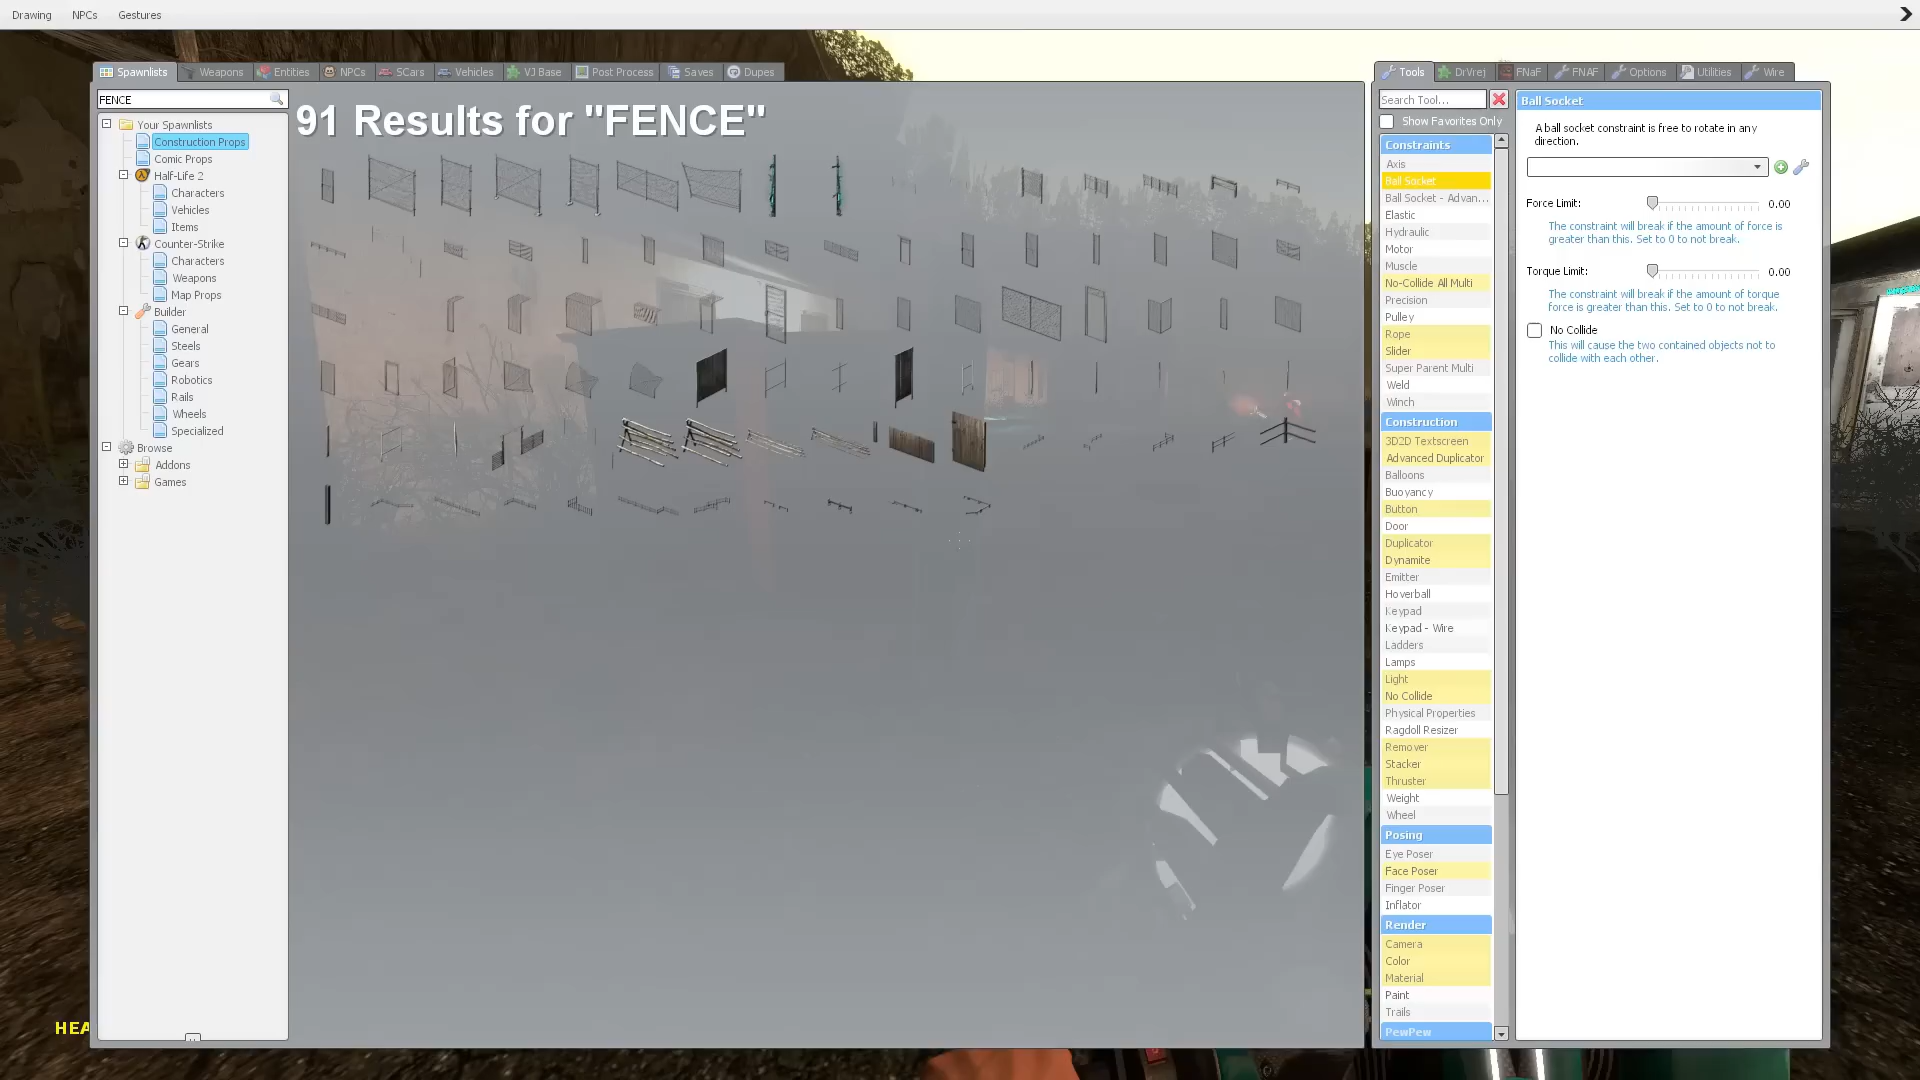 Drawing NPCs Gestures
Spawnlists Weapons Entities NPCs SCars Vehicles VJ Base Post Process Saves Dupes
FENCE
Your Spawnlists
Construction Props
Comic Props
Half-Life 2
Characters
Vehicles
Items
Counter-Strike
Characters
Weapons
Map Props
Builder
General
Steels
Gears
Robotics
Rails
Wheels
Specialized
Browse
Addons
Games
91 Results for "FENCE"
HEA
Tools DrVrej FNaF FNAF Options Utilities Wire
Search Tool...
Show Favorites Only
Constraints
Axis
Ball Socket
Ball Socket - Advan...
Elastic
Hydraulic
Motor
Muscle
No-Collide All Multi
Precision
Pulley
Rope
Slider
Super Parent Multi
Weld
Winch
Construction
3D2D Textscreen
Advanced Duplicator
Balloons
Buoyancy
Button
Door
Duplicator
Dynamite
Emitter
Hoverball
Keypad
Keypad - Wire
Ladders
Lamps
Light
No Collide
Physical Properties
Ragdoll Resizer
Remover
Stacker
Thruster
Weight
Wheel
Posing
Eye Poser
Face Poser
Finger Poser
Inflator
Render
Camera
Color
Material
Paint
Trails
PewPew
Ball Socket
A ball socket constraint is free to rotate in any
direction.
Force Limit: 0.00
The constraint will break if the amount of force is
greater than this. Set to 0 to not break.
Torque Limit: 0.00
The constraint will break if the amount of torque
force is greater than this. Set to 0 to not break.
No Collide
This will cause the two contained objects not to
collide with each other.